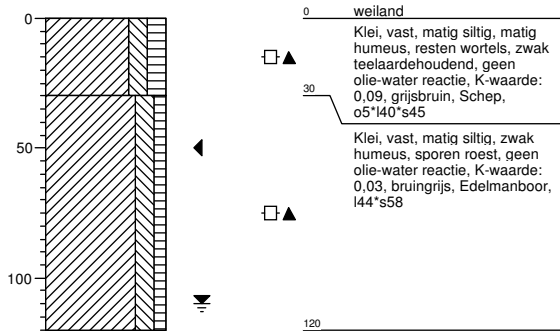 0
50
100
0 weiland
Klei, vast, matig siltig, matig
humeus, resten wortels, zwak
teelaardehoudend, geen
olie-water reactie, K-waarde:
0,09, grijsbruin, Schep,
o5*l40*s45
30
Klei, vast, matig siltig, zwak
humeus, sporen roest, geen
olie-water reactie, K-waarde:
0,03, bruingrijs, Edelmanboor,
l44*s58
120